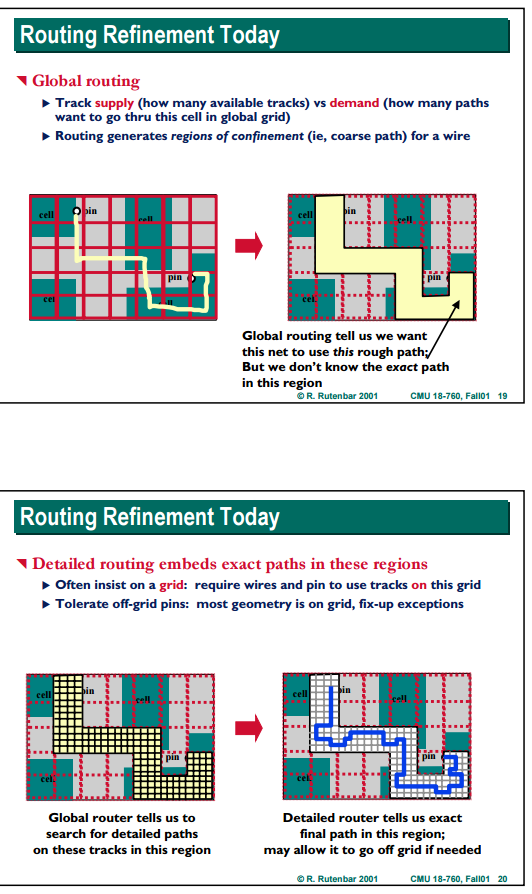 Routing Refinement Today
Global routing
Track supply (how many available tracks) vs demand (how many paths
want to go thru this cell in global grid)
Routing generates regions of confinement (ie, coarse path) for a wire
cell
pin
cell
pin
cel
cell
pin
cell
pin
cel
Global routing tell us we want
this net to use this rough path;
But we don't know the exact path
in this region
© R. Rutenbar 2001 CMU 18-760, Fall01 19
Routing Refinement Today
Detailed routing embeds exact paths in these regions
Often insist on a grid: require wires and pin to use tracks on this grid
Tolerate off-grid pins: most geometry is on grid, fix-up exceptions
cell
pin
cell
pin
cel
cell
pin
cell
pin
cel
Global router tells us to
search for detailed paths
on these tracks in this region
Detailed router tells us exact
final path in this region;
may allow it to go off grid if needed
© R. Rutenbar 2001 CMU 18-760, Fall01 20